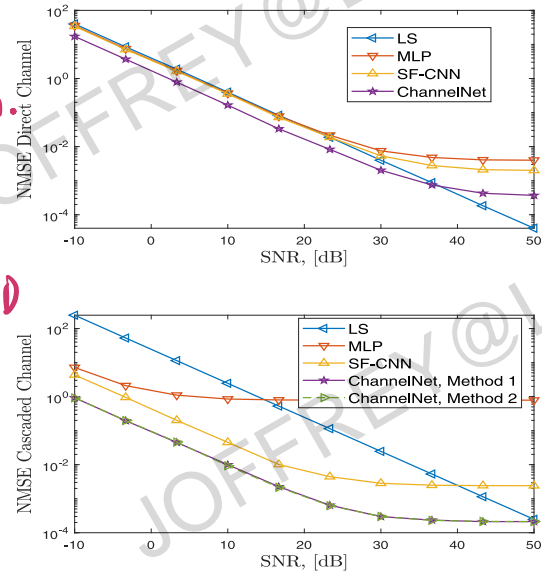 10^2
10^0
10^-2
10^-4
NMSE Direct Channel
LS
MLP
SF-CNN
ChannelNet
-10 0 10 20 30 40 50
SNR, [dB]
10^2
10^0
10^-2
10^-4
NMSE Cascaded Channel
LS
MLP
SF-CNN
ChannelNet, Method 1
ChannelNet, Method 2
-10 0 10 20 30 40 50
SNR, [dB]
JOFFREY@L
JOFFREY@